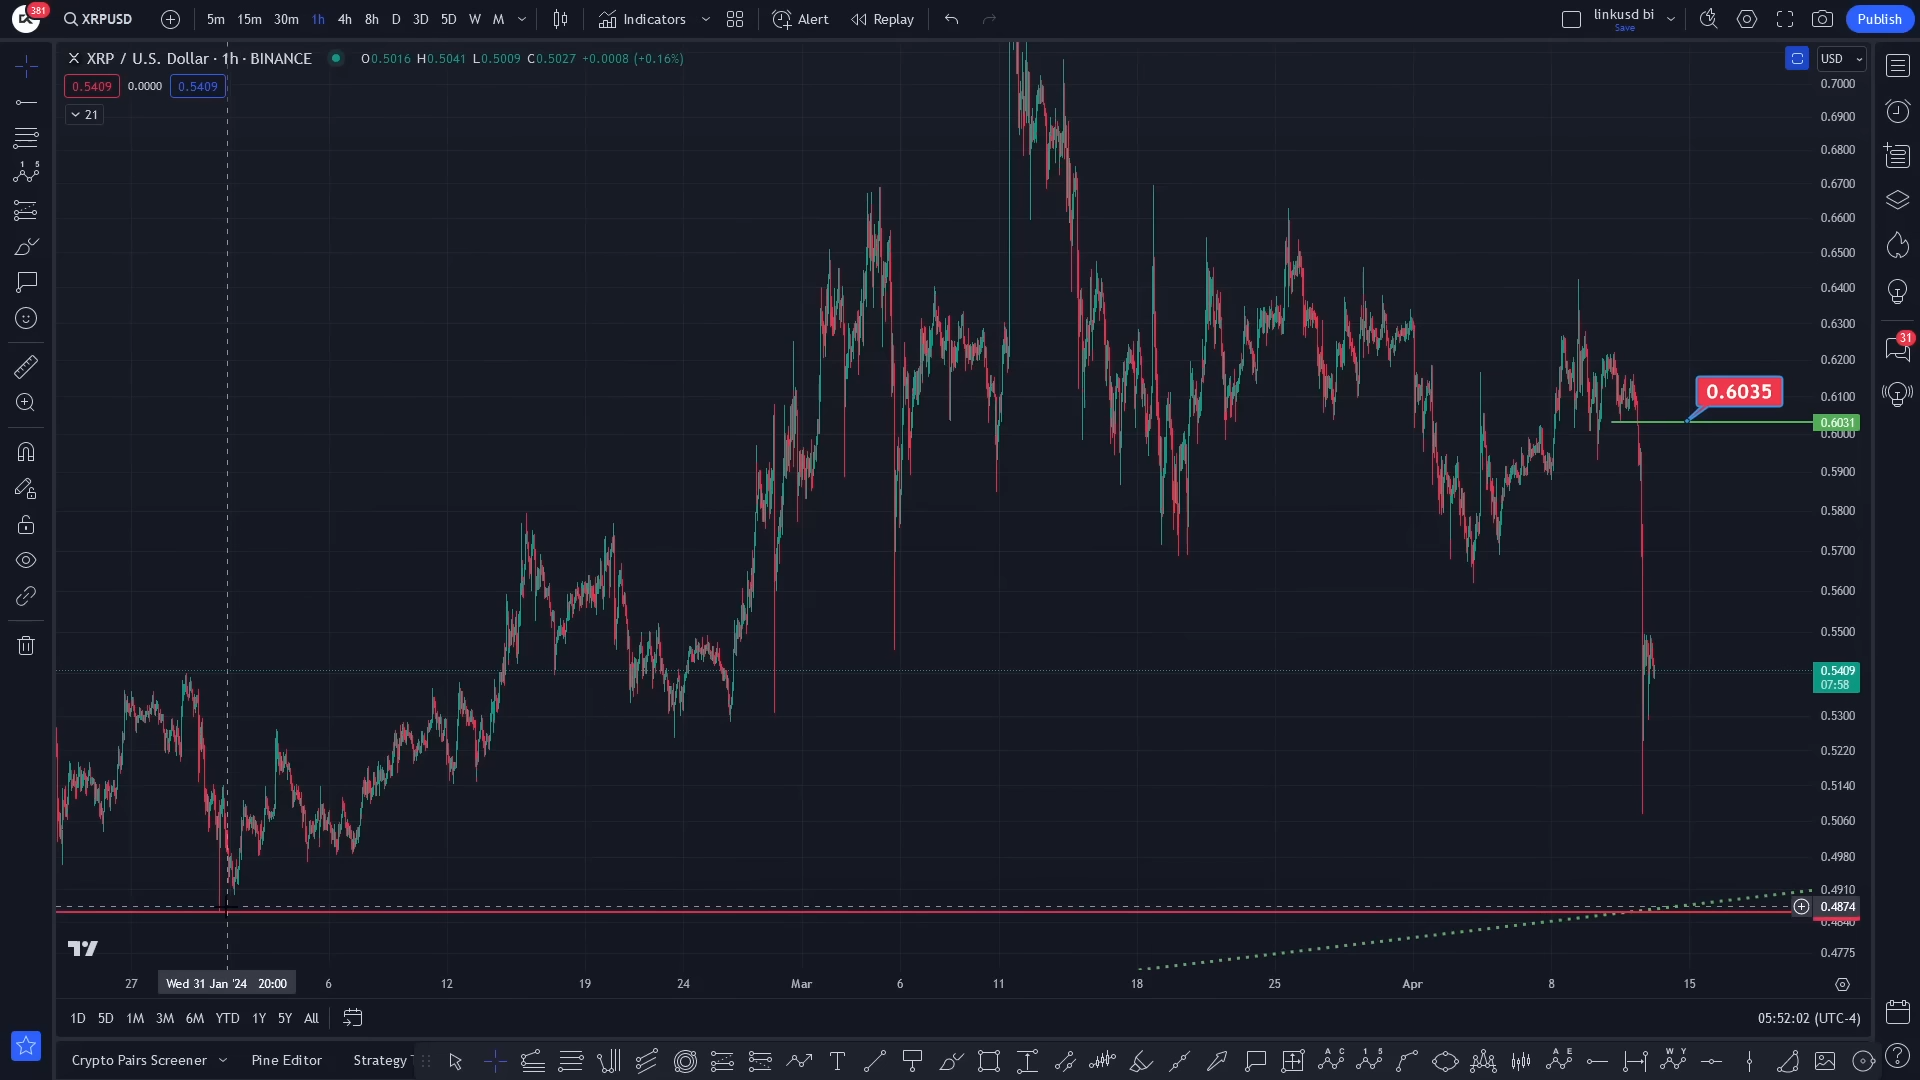 381
XRPUSD
5m 15m 30m 1h 4h 8h D 3D 5D W M
Indicators
Alert
Replay
linkusd bi
Save
Publish
XRP / U.S. Dollar · 1h · BINANCE
O0.5016 H0.5041 L0.5009 C0.5027 +0.0008 (+0.16%)
USD
0.5409 0.0000 0.5409
21
0.7000
0.6900
0.6800
0.6700
0.6600
0.6500
0.6400
0.6300
0.6200
0.6100
0.6035
0.6031
0.6000
0.5900
0.5800
0.5700
0.5600
0.5500
0.5409
07:58
0.5300
0.5220
0.5140
0.5060
0.4980
0.4910
0.4874
0.4840
0.4775
31
27 Wed 31 Jan '24 20:00 6 12 19 24 Mar 6 11 18 25 Apr 8 15
1D 5D 1M 3M 6M YTD 1Y 5Y All
05:52:02 (UTC-4)
Crypto Pairs Screener Pine Editor Strategy